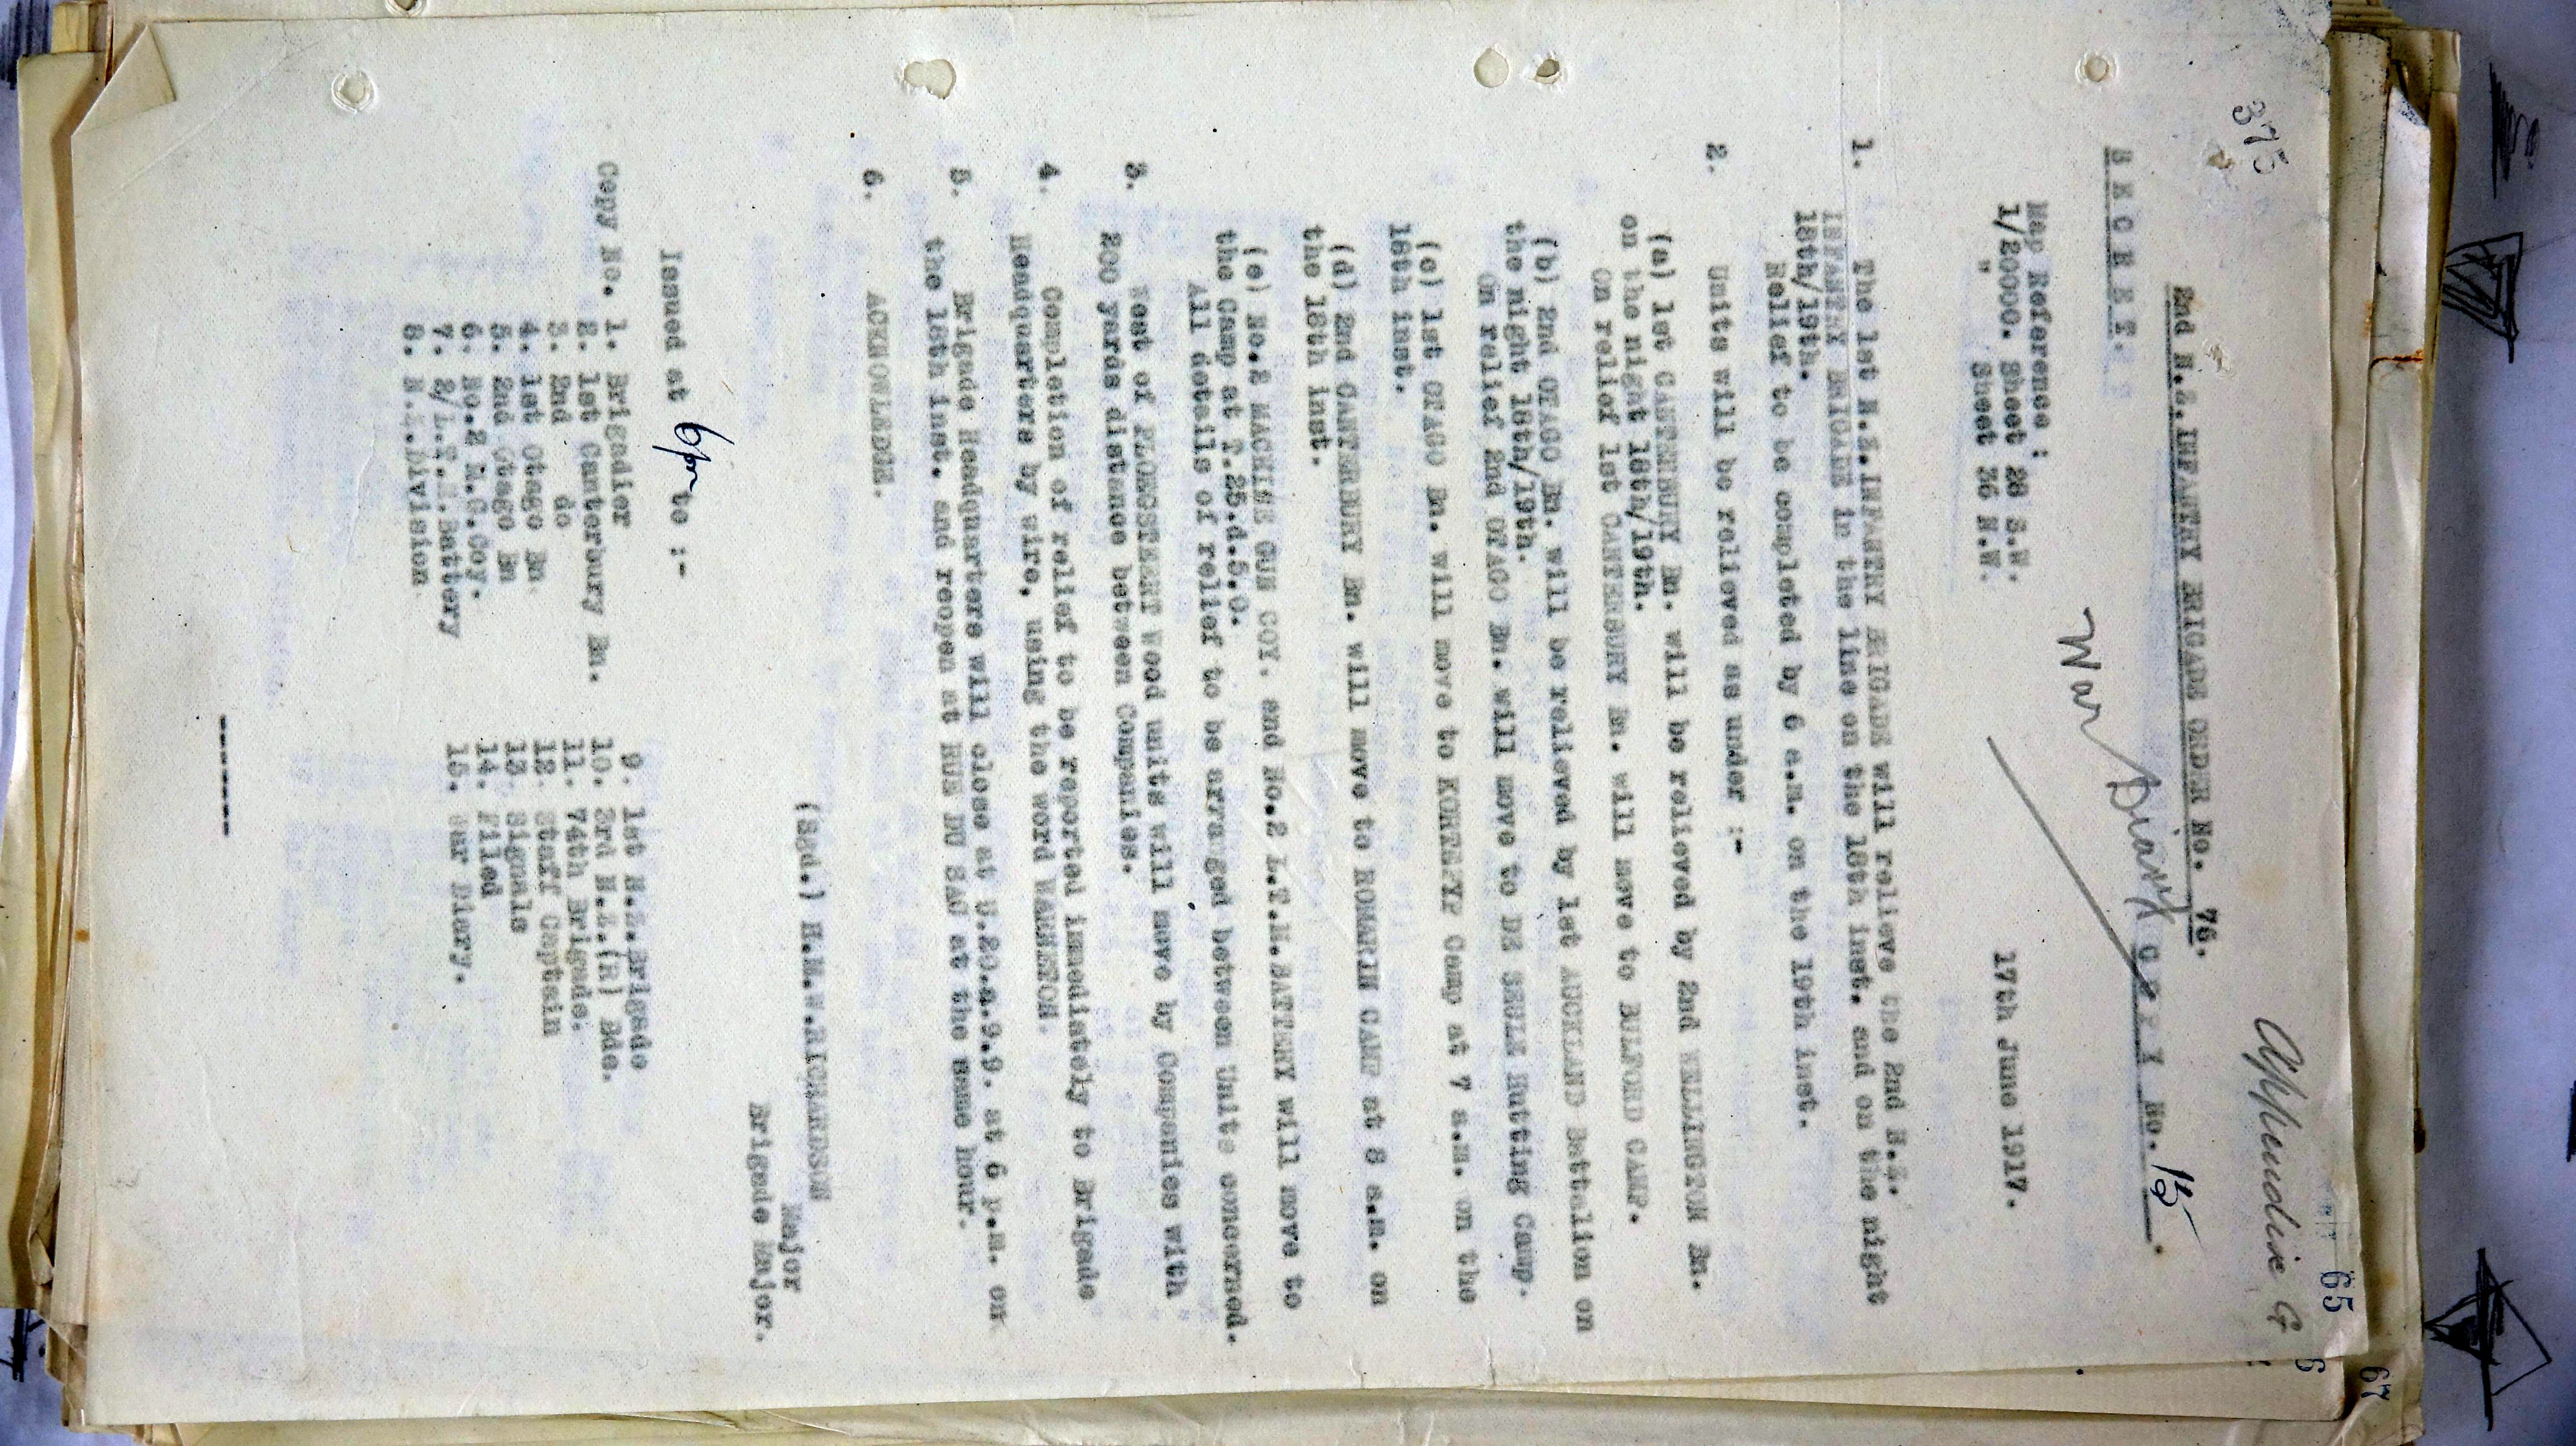 Appendix G
65
375
2nd N.Z.INFANTRY BRIGADE ORDER No. 76.
SECRET.
War Diary
COPY No. 15.
Map Reference :
1/2000. Sheet 28 S.W.
" Sheet 36 N.W.
17th June 1917.
1. The 1st N.Z.INFANTRY BRIGADE will relieve the 2nd N.Z.
INFANTRY BRIGADE in the line on the 18th inst. and on the night
18th/19th.
Relief to be completed by 6 a.m. on the 19th inst.
2. Units will be relieved as under :-
(a) 1st CANTERBURY Bn. will be relieved by 2nd WELLINGTON Bn.
on the night 18th/19th.
On relief 1st CANTERBURY Bn. will move to BULFORD CAMP.
(b) 2nd OTAGO Bn. will be relieved by 1st AUCKLAND Battalion on
the night 18th/19th.
On relief 2nd OTAGO Bn. will move to DE SEULE Hutting Camp.
(c) 1st OTAGO Bn. will move to KORTEPYP Camp at 7 a.m. on the
18th inst.
(d) 2nd CANTERBURY Bn. will move to ROMARIN CAMP at 8 a.m. on
the 18th inst.
(e) No.2 MACHINE GUN COY. and No.2 L.T.M.BATTERY will move to
the Camp at T.25.d.5.0.
All details of relief to be arranged between Units concerned.
3. West of PLOEGSTEERT WOOD units will move by Companies with
200 yards distance between Companies.
4. Completion of relief to be reported immediately to Brigade
Headquarters by wire, using the word WARNETON.
5. Brigade Headquarters will close at U.20.a.9.9. at 6 p.m. on
the 18th inst. and reopen at RUE DU SAC at the same hour.
6. ACKNOWLEDGE.
(Sgd.) H.M.W.RICHARDSON
Major
Brigade Major.
Issued at 6pm to :-
Copy No. 1. Brigadier
2. 1st Canterbury Bn.
3. 2nd do
4. 1st Otago Bn.
5. 2nd Otago Bn
6. No.2 M.G.Coy.
7. 2/L.T.M.Battery
8. N.Z.Division
9. 1st N.Z.Brigade
10. 3rd N.Z.(R) Bde.
11. 74th Brigade.
12. Staff Captain
13. Signals
14. Filed
15. War Diary.
6
67